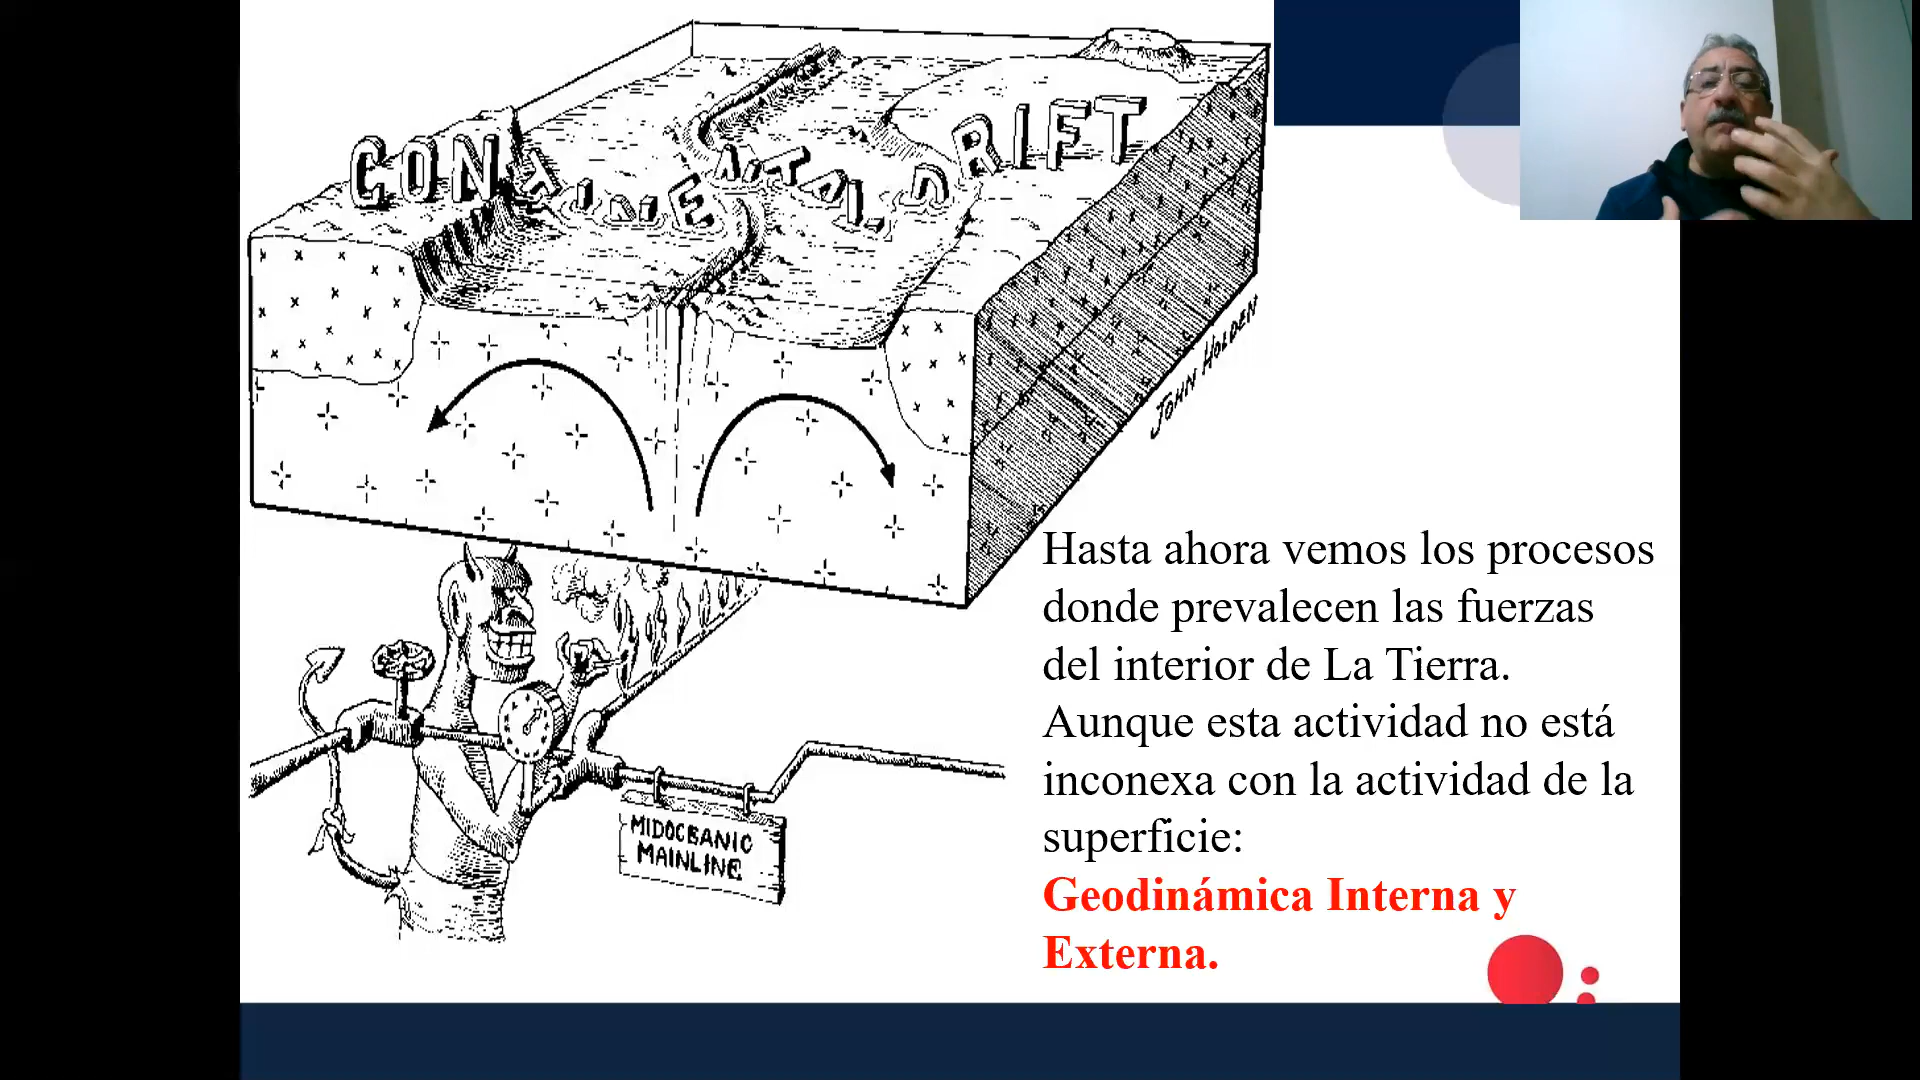 CONTINENTAL DRIFT
JOHN HOLDEN
MIDOCEANIC
MAINLINE
Hasta ahora vemos los procesos
donde prevalecen las fuerzas
del interior de La Tierra.
Aunque esta actividad no está
inconexa con la actividad de la
superficie:
Geodinámica Interna y
Externa.